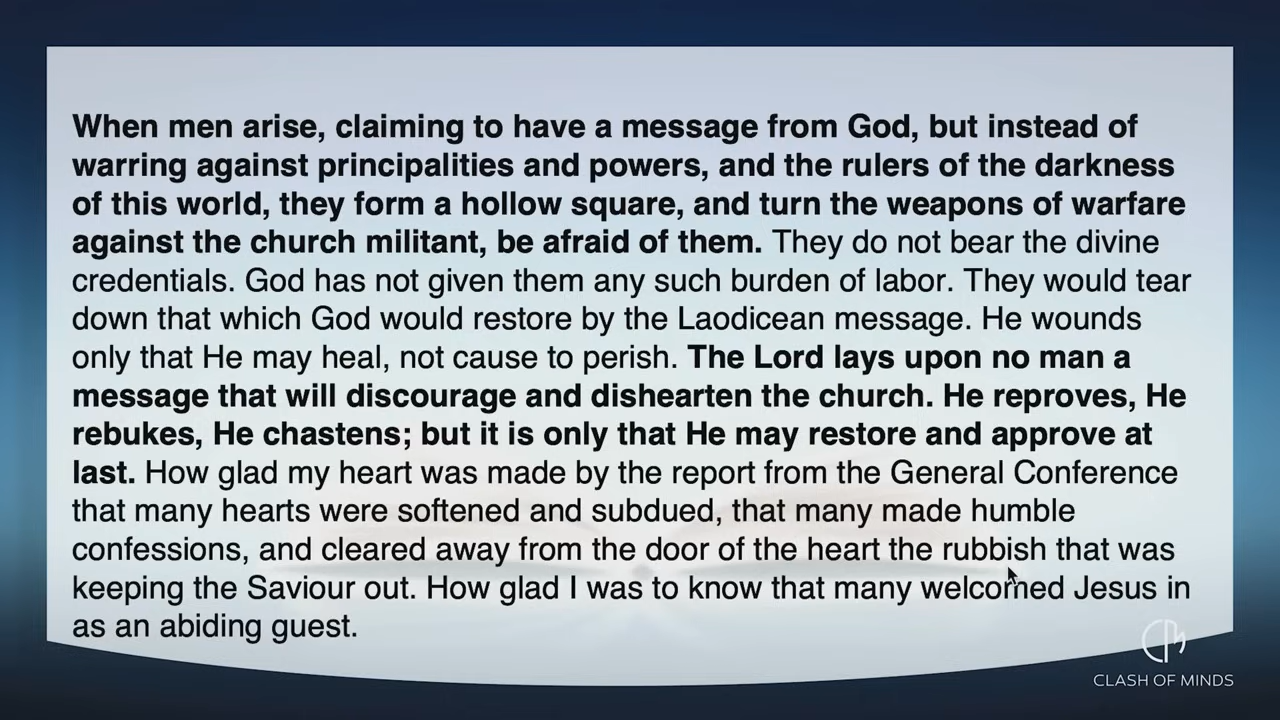 When men arise, claiming to have a message from God, but instead of
warring against principalities and powers, and the rulers of the darkness
of this world, they form a hollow square, and turn the weapons of warfare
against the church militant, be afraid of them. They do not bear the divine
credentials. God has not given them any such burden of labor. They would tear
down that which God would restore by the Laodicean message. He wounds
only that He may heal, not cause to perish. The Lord lays upon no man a
message that will discourage and dishearten the church. He reproves, He
rebukes, He chastens; but it is only that He may restore and approve at
last. How glad my heart was made by the report from the General Conference
that many hearts were softened and subdued, that many made humble
confessions, and cleared away from the door of the heart the rubbish that was
keeping the Saviour out. How glad I was to know that many welcomed Jesus in
as an abiding guest.
CLASH OF MINDS